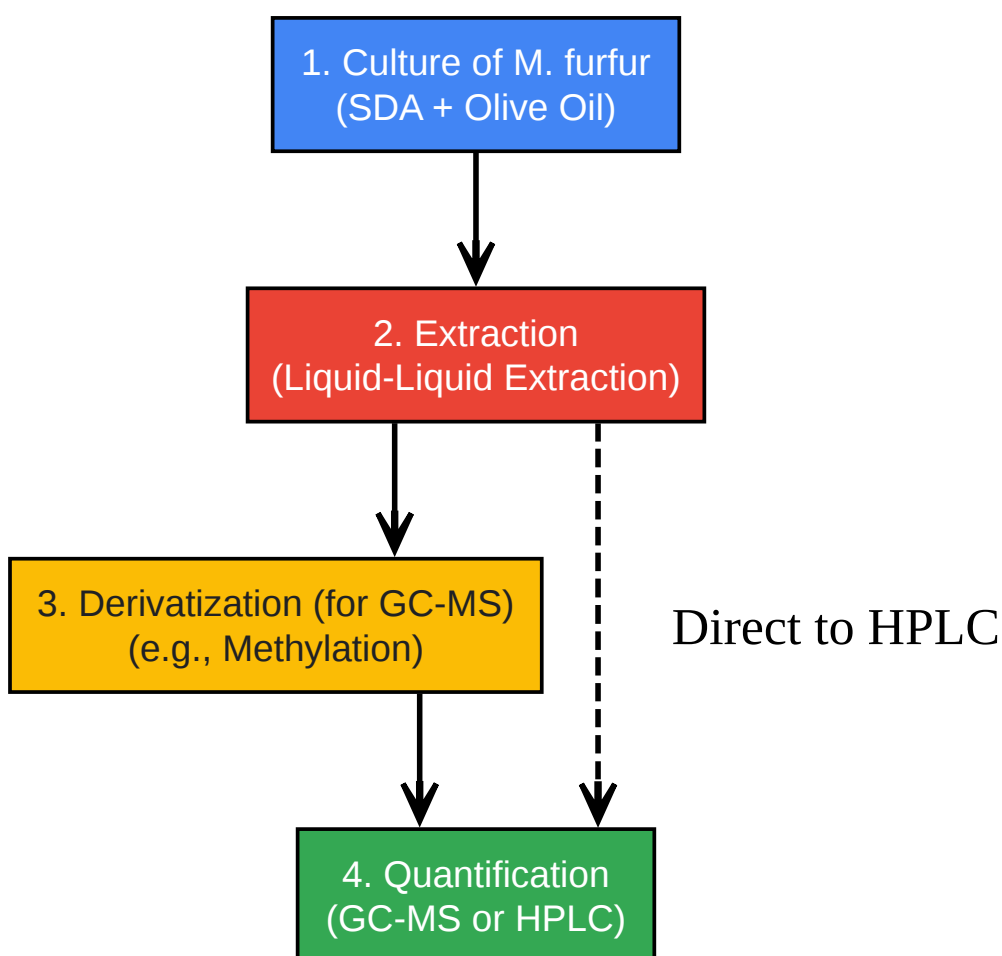 1. Culture of M. furfur
(SDA + Olive Oil)
2. Extraction
(Liquid-Liquid Extraction)
3. Derivatization (for GC-MS)
(e.g., Methylation)
Direct to HPLC
4. Quantification
(GC-MS or HPLC)